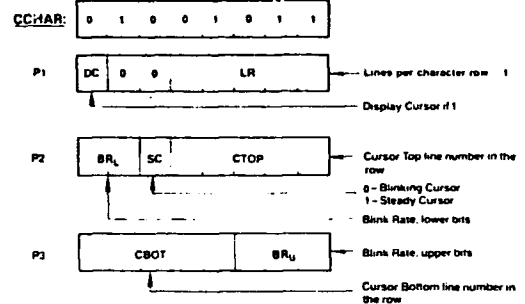 CCHAR: 0 1 0 0 1 0 1 1
P1 DC 0 0 LR Lines per character row 1
Display Cursor if 1
P2 BRL SC CTOP Cursor Top line number in the
row
0 - Blinking Cursor
1 - Steady Cursor
Blink Rate, lower bits
P3 CBOT BRU Blink Rate, upper bits
Cursor Bottom line number in
the row